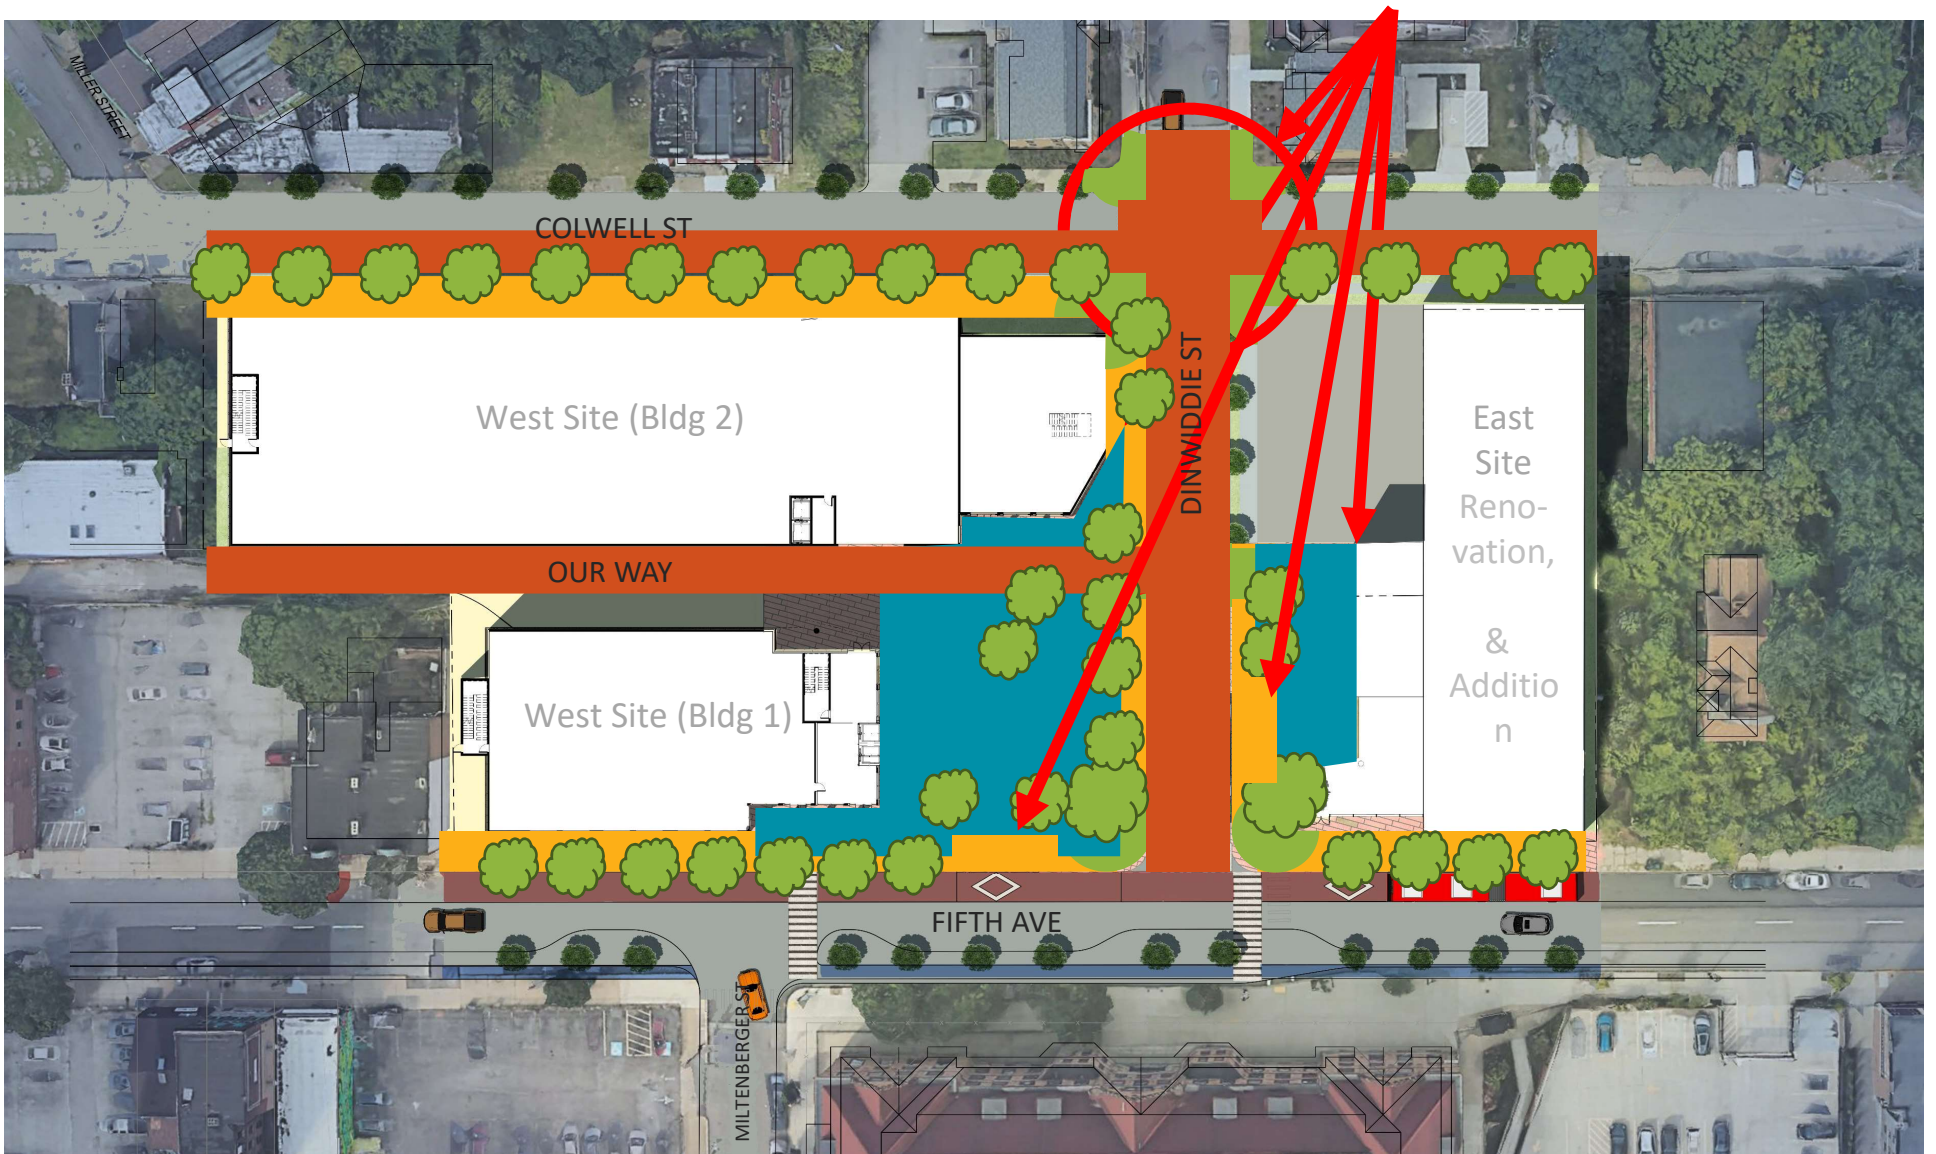 MILLER STREET
COLWELL ST
DINWIDDIE ST
West Site (Bldg 2)
East
Site
Reno-
vation,
&
Additio
n
OUR WAY
West Site (Bldg 1)
FIFTH AVE
MILTENBERGER ST